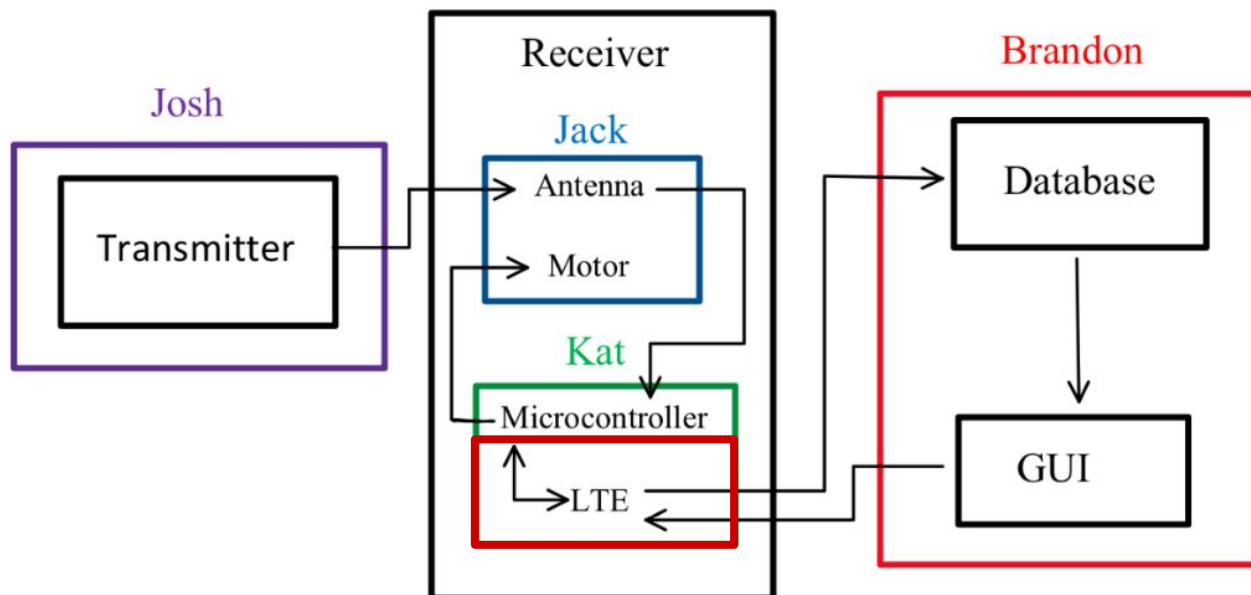 Receiver
Brandon
Josh
Jack
Antenna
Database
Transmitter
Motor
Kat
Microcontroller
GUI
LTE